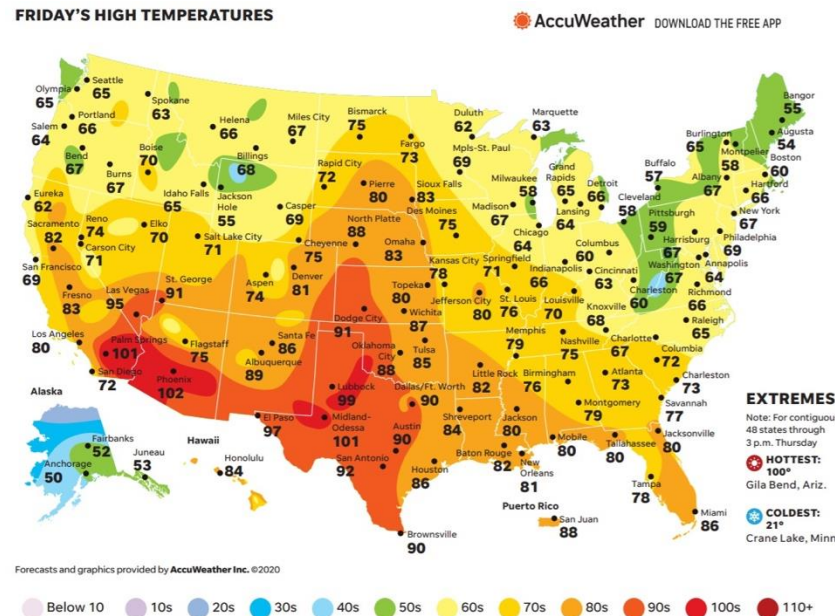 FRIDAY'S HIGH TEMPERATURES
AccuWeather DOWNLOAD THE FREE APP
Seattle
65
Olympia
65
Spokane
63
Portland
66
Salem
64
Helena
66
Miles City
67
Bismarck
75
Duluth
62
Marquette
63
Bangor
55
Burlington
65
Augusta
54
Montpelier
58
Boston
60
Bend
67
Boise
70
Burns
67
Billings
68
Fargo
73
Mpls-St. Paul
69
Rapid City
72
Pierre
80
Sioux Falls
83
Milwaukee
58
Grand
Rapids
65
Detroit
66
Buffalo
57
Albany
67
Hartford
66
Eureka
62
Idaho Falls
65
Jackson
Hole
55
Casper
69
Madison
67
Lansing
64
Cleveland
58
Pittsburgh
59
New York
67
Sacramento
82
Reno
74
Carson City
71
Elko
70
Salt Lake City
71
Cheyenne
75
North Platte
88
Des Moines
75
Omaha
83
Chicago
64
Columbus
60
Harrisburg
67
Philadelphia
69
San Francisco
69
Fresno
83
Las Vegas
95
St. George
91
Aspen
74
Denver
81
Topeka
80
Kansas City
78
Springfield
71
Indianapolis
66
Cincinnati
63
Washington
67
Annapolis
64
Charleston
60
Richmond
66
Jefferson City
80
St. Louis
76
Louisville
70
Knoxville
68
Raleigh
65
Los Angeles
80
Palm Springs
101
Flagstaff
75
Santa Fe
86
Albuquerque
89
Dodge City
91
Wichita
87
Oklahoma
City
88
Tulsa
85
Memphis
79
Nashville
75
Charlotte
67
Columbia
72
San Diego
72
Phoenix
102
Lubbock
99
Little Rock
82
Birmingham
76
Atlanta
73
Charleston
73
El Paso
97
Midland-
Odessa
101
Dallas/Ft. Worth
90
Shreveport
84
Jackson
80
Montgomery
79
Savannah
77
Austin
90
San Antonio
92
Houston
86
Baton Rouge
82
New
Orleans
81
Mobile
80
Tallahassee
80
Jacksonville
80
Tampa
78
Miami
86
Brownsville
90
Alaska
Fairbanks
52
Anchorage
50
Juneau
53
Hawaii
Honolulu
84
Puerto Rico
San Juan
88
EXTREMES
Note: For contiguous
48 states through
3 p.m. Thursday
HOTTEST:
100°
Gila Bend, Ariz.
COLDEST:
21°
Crane Lake, Minn
Forecasts and graphics provided by AccuWeather Inc. ©2020
Below 10 10s 20s 30s 40s 50s 60s 70s 80s 90s 100s 110+